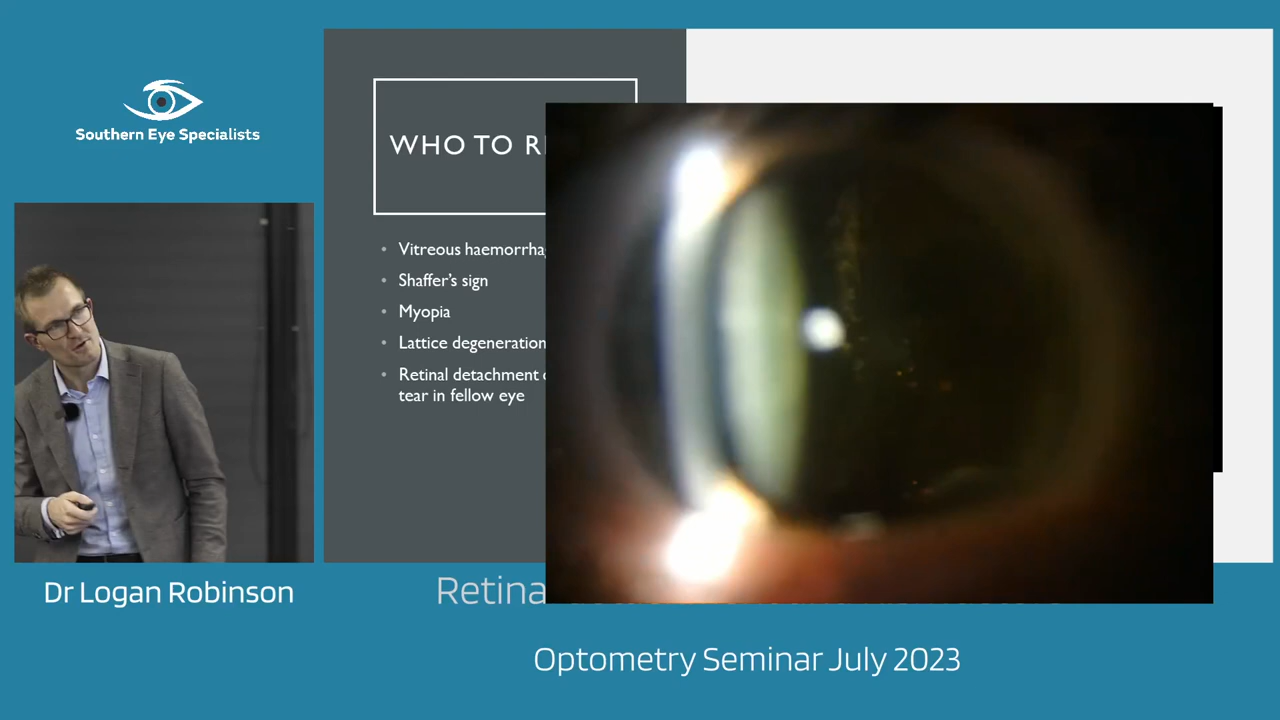 Southern Eye Specialists
WHO TO R
Vitreous haemorrha
• Shaffer's sign
• Myopia
• Lattice degeneration
• Retinal detachment
tear in fellow eye
Dr Logan Robinson
Retina
Optometry Seminar July 2023